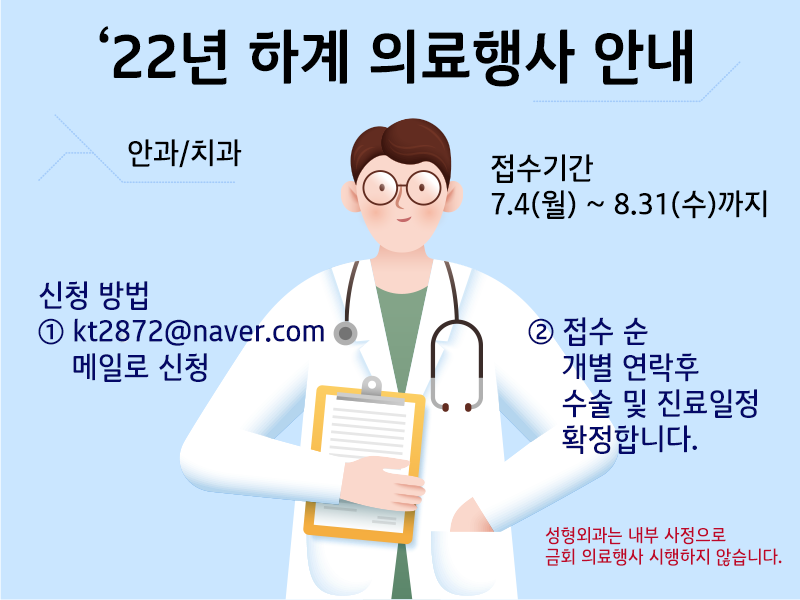 ‘22년 하계 의료행사 안내
안과/치과
접수기간
7.4(월) ~ 8.31(수)까지
신청 방법
① kt2872@naver.com
메일로 신청
② 접수 순
개별 연락후
수술 및 진료일정
확정합니다.
성형외과는 내부 사정으로
금회 의료행사 시행하지 않습니다.